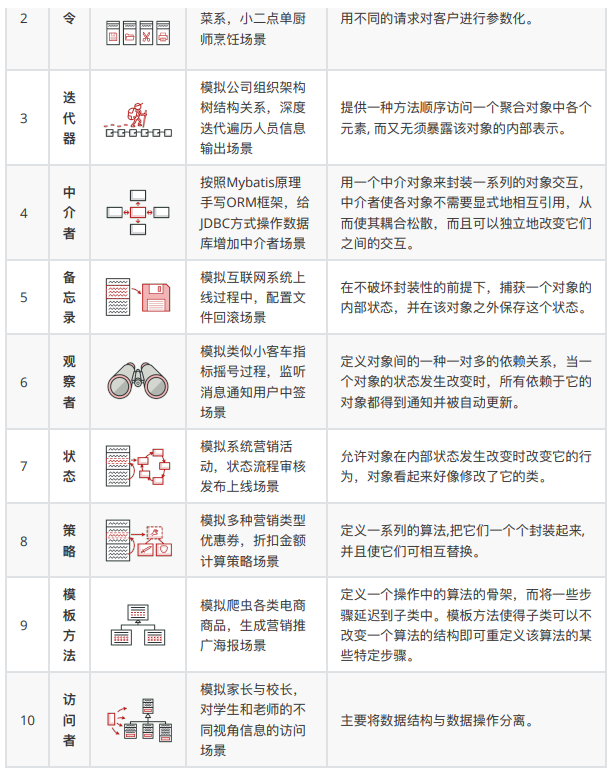 2
令
菜系，小二点单厨
师烹饪场景
用不同的请求对客户进行参数化。
3
迭
代
器
模拟公司组织架构
树结构关系，深度
迭代遍历人员信息
输出场景
提供一种方法顺序访问一个聚合对象中各个
元素, 而又无须暴露该对象的内部表示。
4
中
介
者
按照Mybatis原理
手写ORM框架，给
JDBC方式操作数据
库增加中介者场景
用一个中介对象来封装一系列的对象交互，
中介者使各对象不需要显式地相互引用，从
而使其耦合松散，而且可以独立地改变它们
之间的交互。
5
备
忘
录
模拟互联网系统上
线过程中，配置文
件回滚场景
在不破坏封装性的前提下，捕获一个对象的
内部状态，并在该对象之外保存这个状态。
6
观
察
者
模拟类似小客车指
标摇号过程，监听
消息通知用户中签
场景
定义对象间的一种一对多的依赖关系，当一
个对象的状态发生改变时，所有依赖于它的
对象都得到通知并被自动更新。
7
状
态
模拟系统营销活
动，状态流程审核
发布上线场景
允许对象在内部状态发生改变时改变它的行
为，对象看起来好像修改了它的类。
8
策
略
模拟多种营销类型
优惠券，折扣金额
计算策略场景
定义一系列的算法,把它们一个个封装起来,
并且使它们可相互替换。
9
模
板
方
法
模拟爬虫各类电商
商品，生成营销推
广海报场景
定义一个操作中的算法的骨架，而将一些步
骤延迟到子类中。模板方法使得子类可以不
改变一个算法的结构即可重定义该算法的某
些特定步骤。
10
访
问
者
模拟家长与校长，
对学生和老师的不
同视角信息的访问
场景
主要将数据结构与数据操作分离。